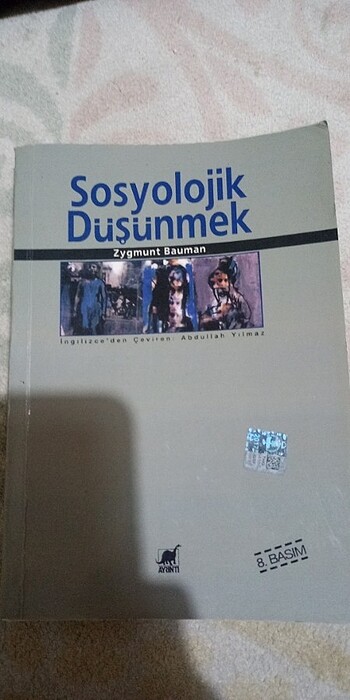 Sosyolojik
Düşünmek
Zygmunt Bauman
İngilizce'den Çeviren: Abdullah Yılmaz
AYRINTI
8. BASIM